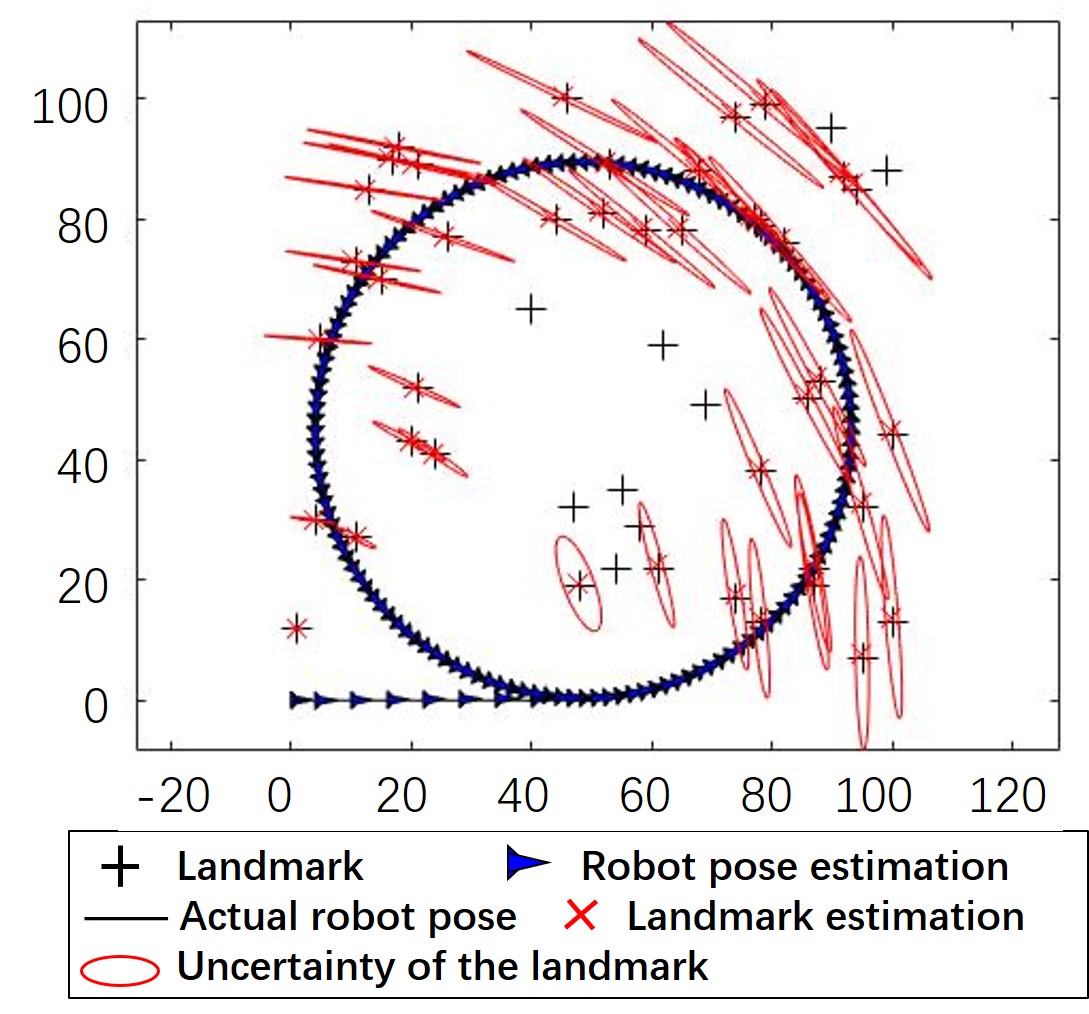 100
80
60
40
20
0
-20 0 20 40 60 80 100 120
Landmark Robot pose estimation
Actual robot pose Landmark estimation
Uncertainty of the landmark